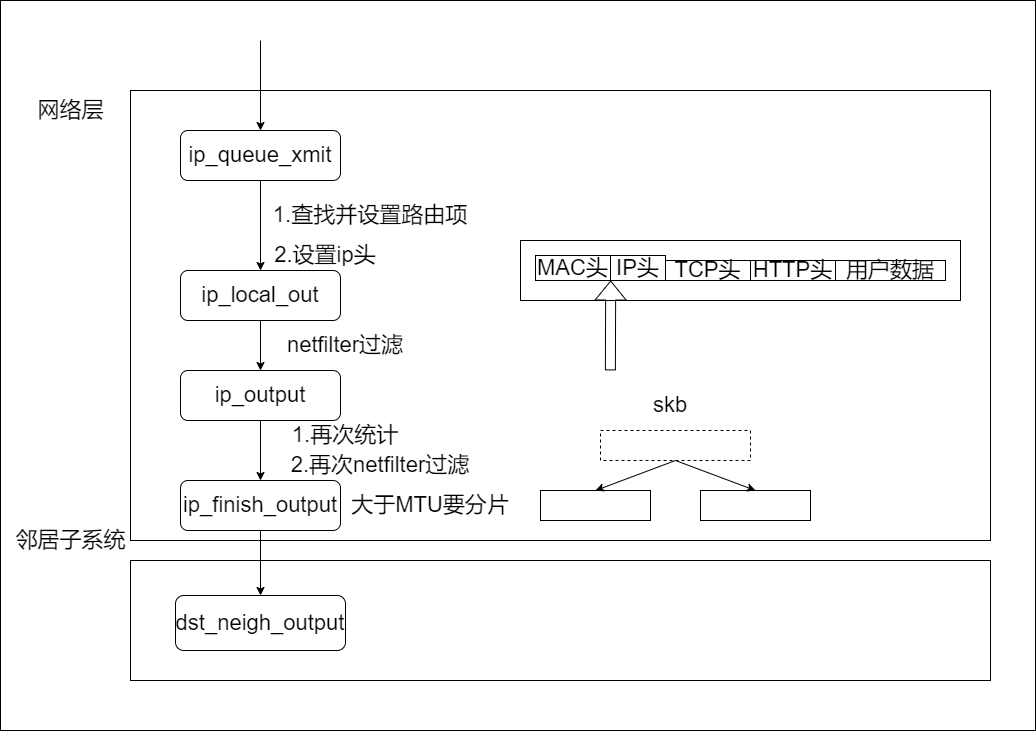 网络层
ip_queue_xmit
1.查找并设置路由项
2.设置ip头
ip_local_out
MAC头 IP头 TCP头 HTTP头 用户数据
netfilter过滤
ip_output
skb
1.再次统计
2.再次netfilter过滤
ip_finish_output 大于MTU要分片
邻居子系统
dst_neigh_output